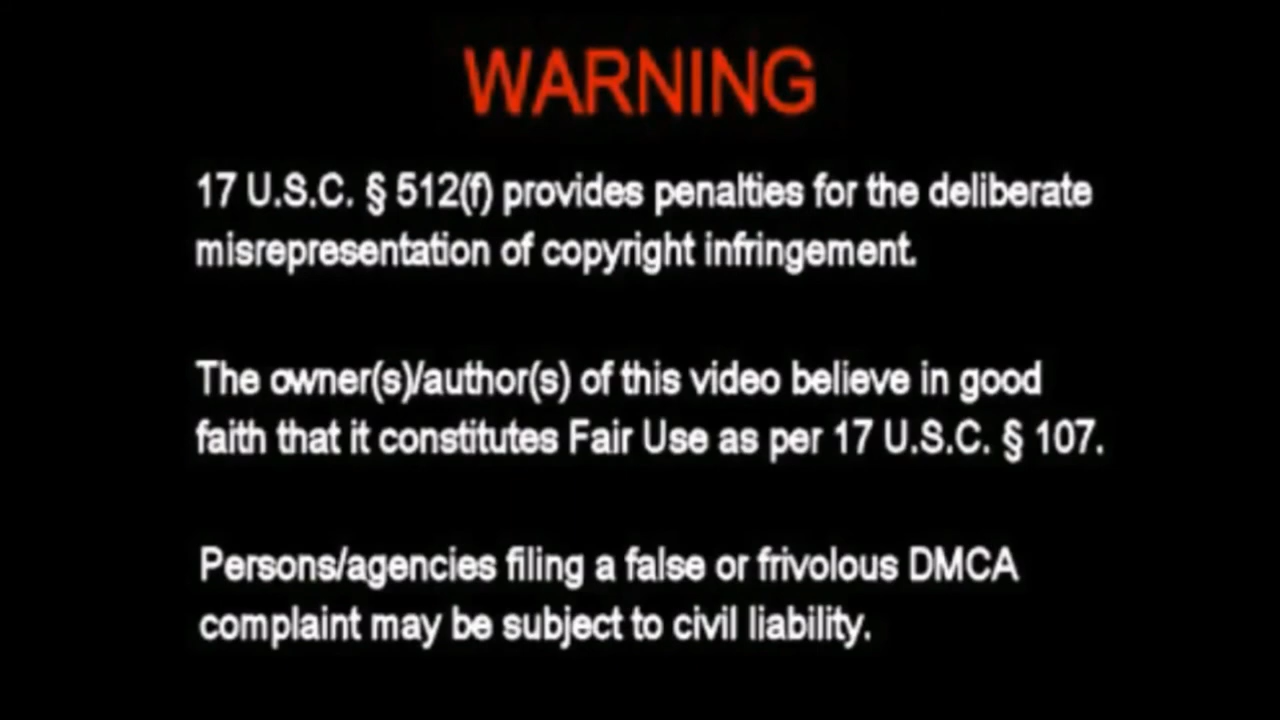 WARNING
17 U.S.C. § 512(f) provides penalties for the deliberate
misrepresentation of copyright infringement.
The owner(s)/author(s) of this video believe in good
faith that it constitutes Fair Use as per 17 U.S.C. § 107.
Persons/agencies filing a false or frivolous DMCA
complaint may be subject to civil liability.